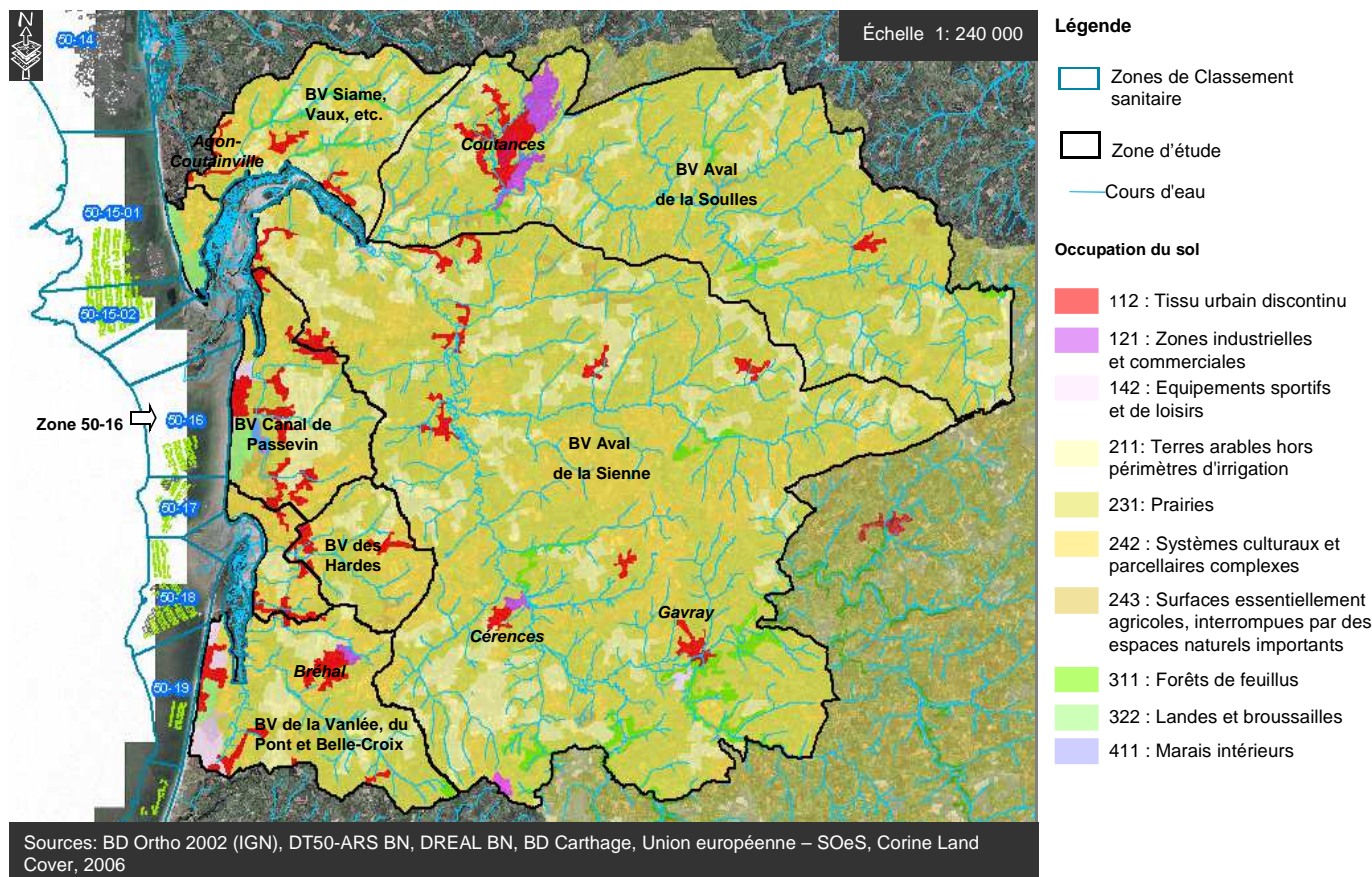 N
Échelle 1: 240 000
50-14
BV Siame,
Vaux, etc.
Agon-
Coutainville
Coutances
BV Aval
de la Soulles
50-15-01
50-15-02
Zone 50-16
50-16
BV Canal de
Passevin
BV Aval
de la Sienne
50-17
BV des
Hardes
50-18
Cérences
Gavray
Bréhal
50-19
BV de la Vanlée, du
Pont et Belle-Croix
Sources: BD Ortho 2002 (IGN), DT50-ARS BN, DREAL BN, BD Carthage, Union européenne – SOeS, Corine Land
Cover, 2006
Légende
Zones de Classement
sanitaire
Zone d'étude
Cours d'eau
Occupation du sol
112 : Tissu urbain discontinu
121 : Zones industrielles
et commerciales
142 : Equipements sportifs
et de loisirs
211: Terres arables hors
périmètres d'irrigation
231: Prairies
242 : Systèmes culturaux et
parcellaires complexes
243 : Surfaces essentiellement
agricoles, interrompues par des
espaces naturels importants
311 : Forêts de feuillus
322 : Landes et broussailles
411 : Marais intérieurs